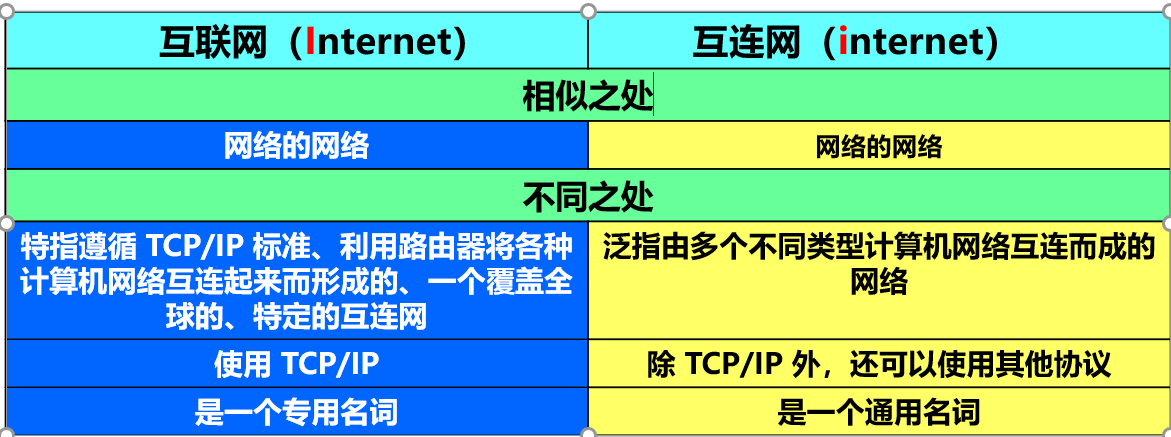 互联网（Internet）
互连网（internet）
相似之处
网络的网络
网络的网络
不同之处
特指遵循 TCP/IP 标准、利用路由器将各种
计算机网络互连起来而形成的、一个覆盖全
球的、特定的互连网
泛指由多个不同类型计算机网络互连而成的
网络
使用 TCP/IP
除 TCP/IP 外，还可以使用其他协议
是一个专用名词
是一个通用名词